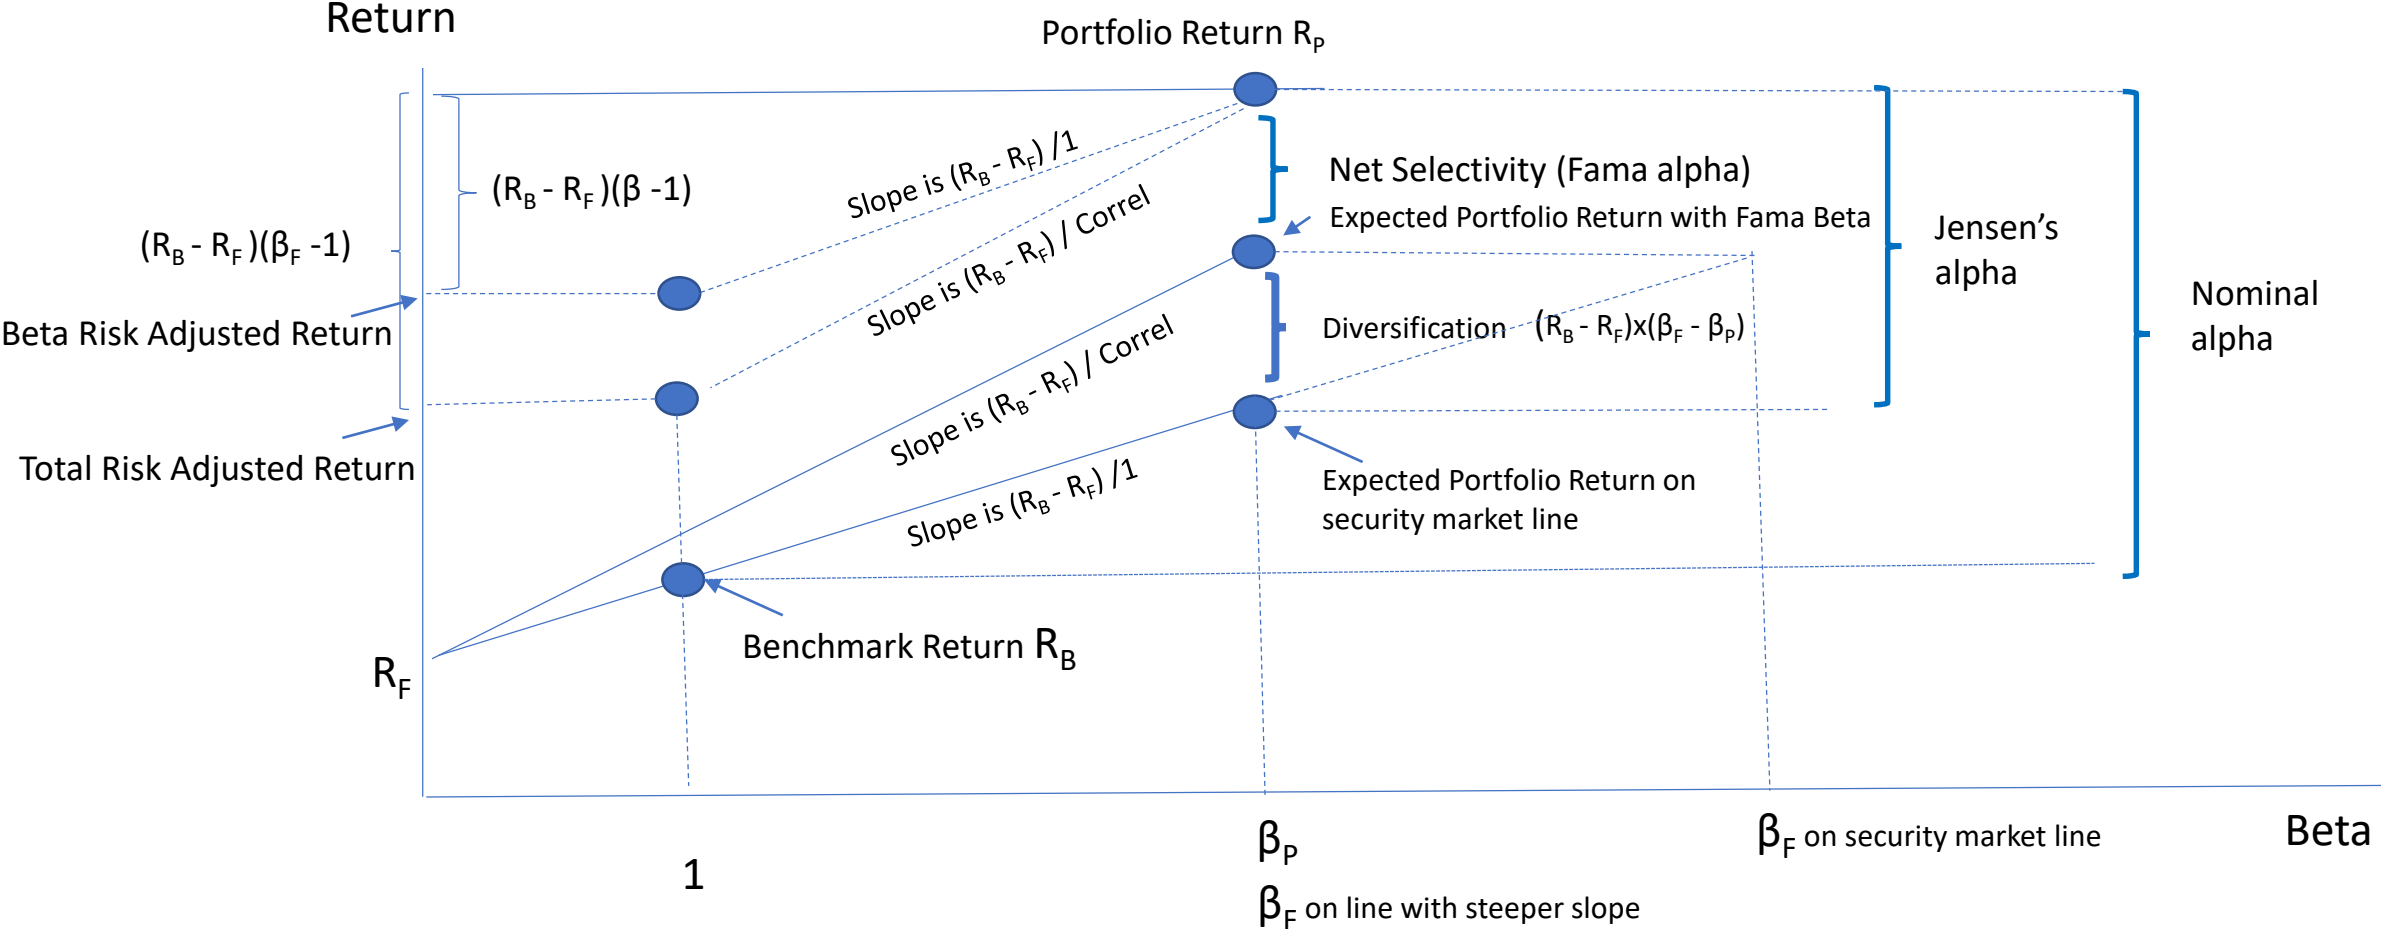 Return
Portfolio Return RP
(RB - RF )(β -1)
Slope is (RB - RF) /1
Net Selectivity (Fama alpha)
Expected Portfolio Return with Fama Beta
(RB - RF )(βF -1)
Slope is (RB - RF) / Correl
Jensen’s
alpha
Nominal
alpha
Beta Risk Adjusted Return
Diversification (RB - RF)x(βF - βP)
Slope is (RB - RF) / Correl
Total Risk Adjusted Return
Slope is (RB - RF) /1
Expected Portfolio Return on
security market line
Benchmark Return RB
RF
1
βP
βF on line with steeper slope
βF on security market line
Beta